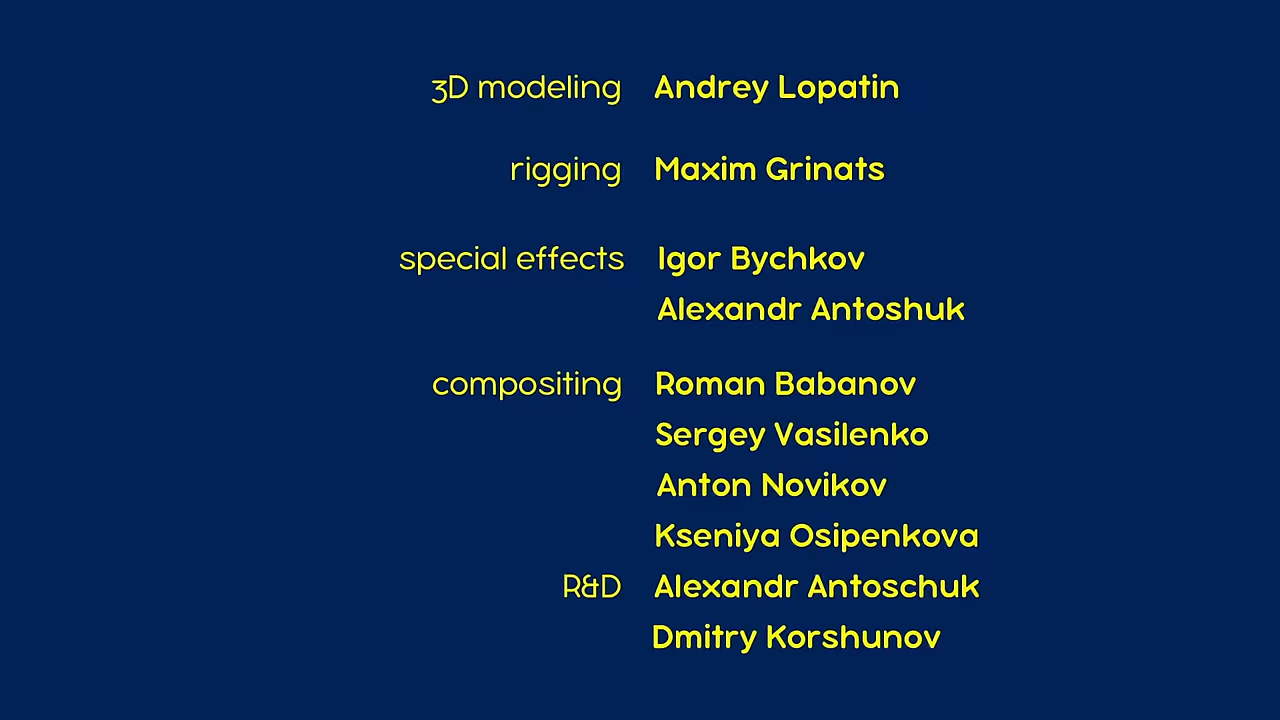 3D modeling Andrey Lopatin
rigging Maxim Grinats
special effects Igor Bychkov
Alexandr Antoshuk
compositing Roman Babanov
Sergey Vasilenko
Anton Novikov
Kseniya Osipenkova
R&D Alexandr Antoschuk
Dmitry Korshunov